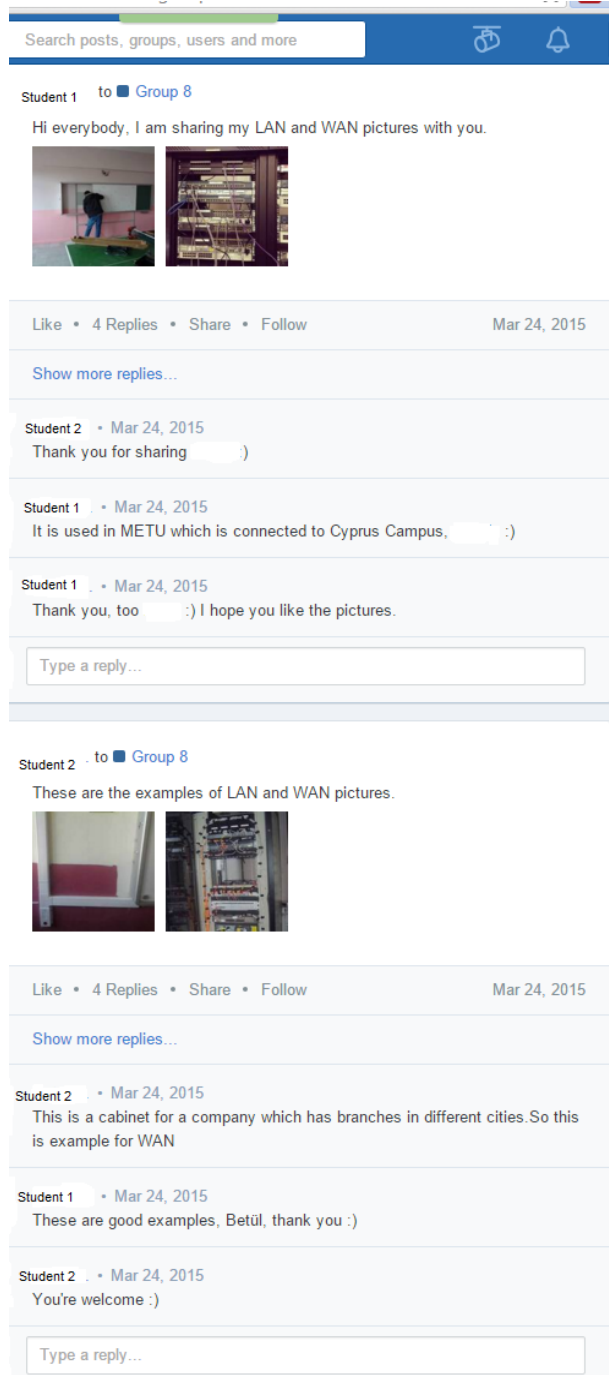 Search posts, groups, users and more
Student 1 to Group 8
Hi everybody, I am sharing my LAN and WAN pictures with you.
Like • 4 Replies • Share • Follow Mar 24, 2015
Show more replies...
Student 2 • Mar 24, 2015
Thank you for sharing :)
Student 1 . • Mar 24, 2015
It is used in METU which is connected to Cyprus Campus, :)
Student 1 . • Mar 24, 2015
Thank you, too :) I hope you like the pictures.
Type a reply...
Student 2 . to Group 8
These are the examples of LAN and WAN pictures.
Like • 4 Replies • Share • Follow Mar 24, 2015
Show more replies...
Student 2 . • Mar 24, 2015
This is a cabinet for a company which has branches in different cities.So this
is example for WAN
Student 1 • Mar 24, 2015
These are good examples, Betül, thank you :)
Student 2 . • Mar 24, 2015
You're welcome :)
Type a reply...